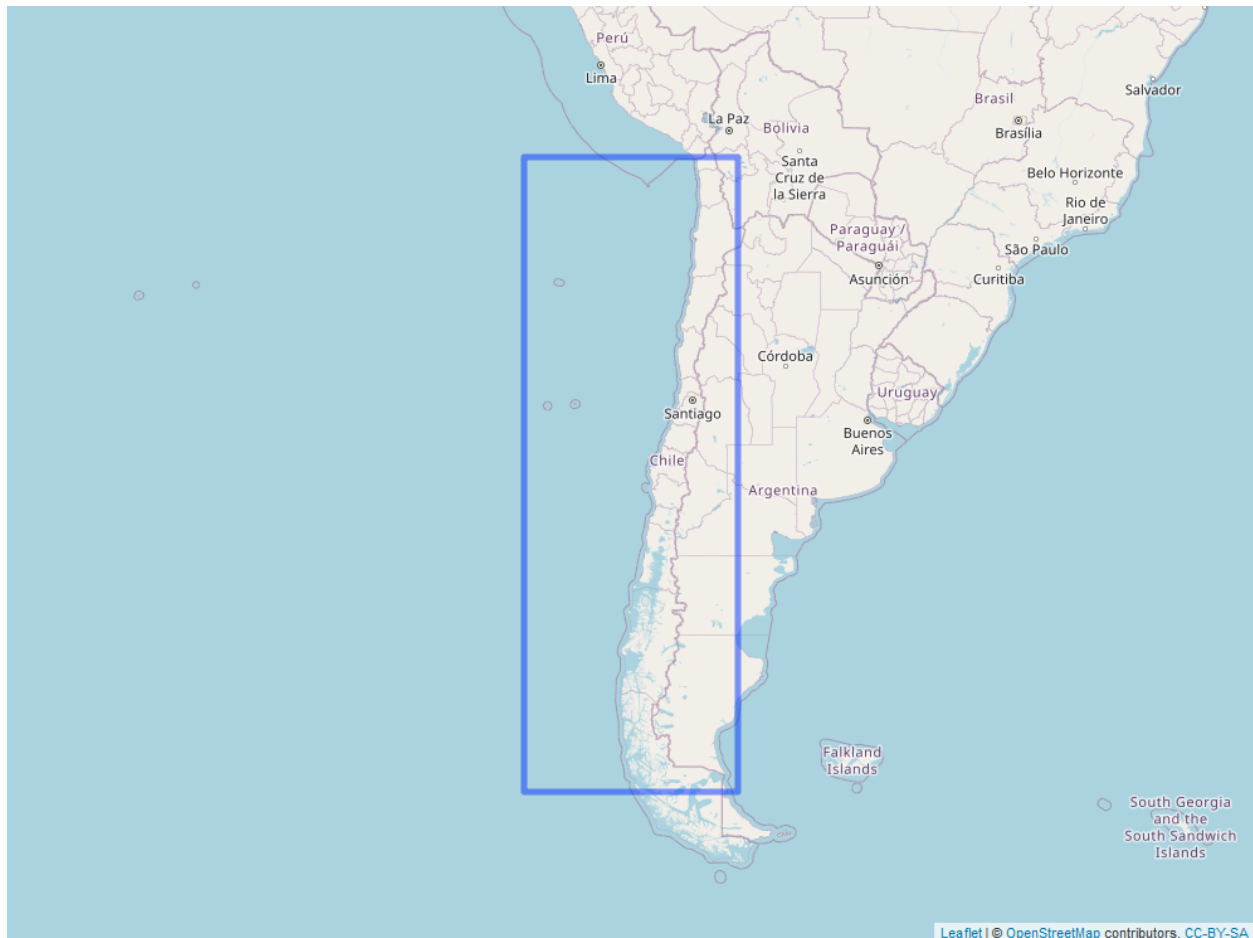 Perú
Lima
Salvador
Brasil
La Paz
Bolivia
Brasília
Santa
Cruz de
la Sierra
Belo Horizonte
Rio de
Janeiro
Paraguay /
Paraguái
São Paulo
Asunción
Curitiba
Córdoba
Uruguay
Santiago
Buenos
Aires
Chile
Argentina
Falkland
Islands
South Georgia
and the
South Sandwich
Islands
Leaflet | © OpenStreetMap contributors, CC-BY-SA